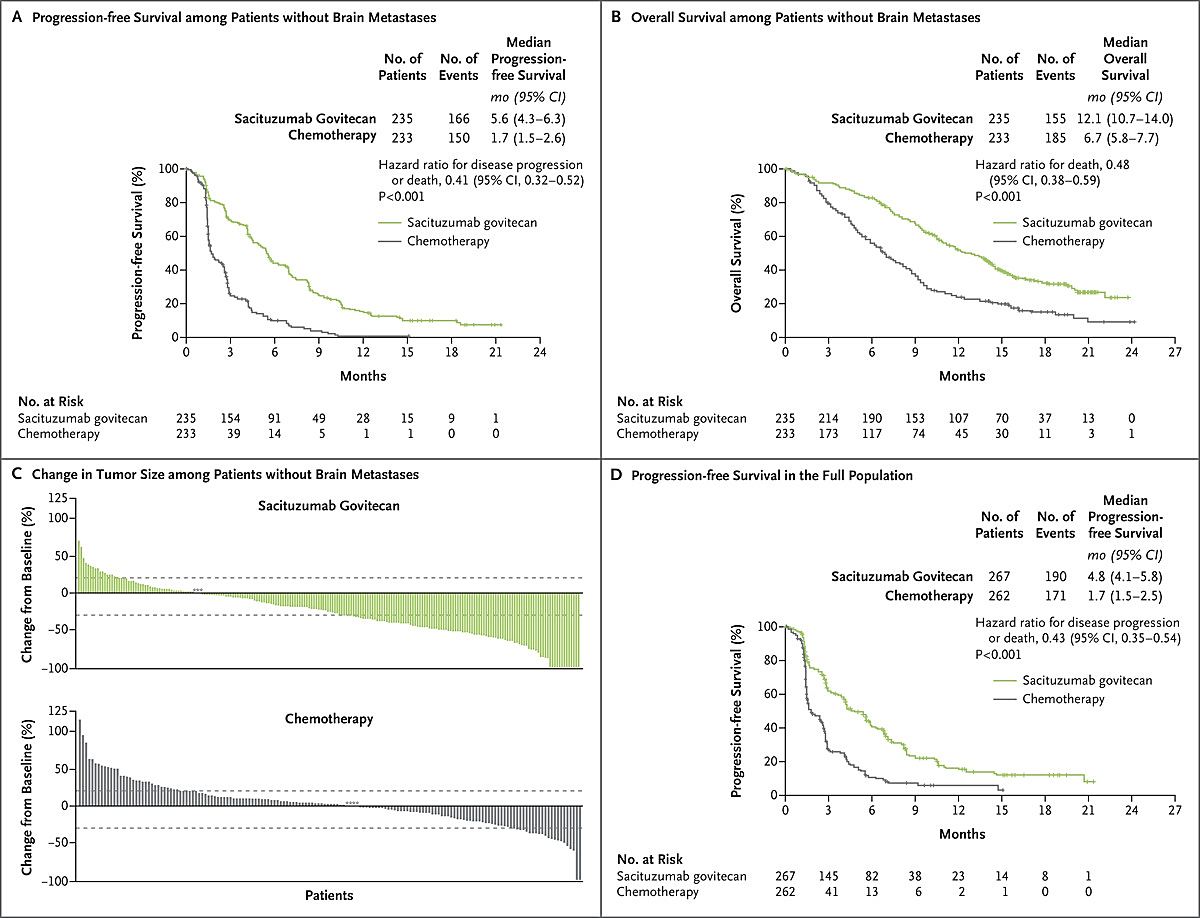 A Progression-free Survival among Patients without Brain Metastases
No. of Patients
No. of Events
Median Progression-free Survival
mo (95% CI)
Sacituzumab Govitecan 235 166 5.6 (4.3–6.3)
Chemotherapy 233 150 1.7 (1.5–2.6)
Hazard ratio for disease progression
or death, 0.41 (95% CI, 0.32–0.52)
P<0.001
Sacituzumab govitecan
Chemotherapy
Progression-free Survival (%)
100
80
60
40
20
0
0 3 6 9 12 15 18 21 24
Months
No. at Risk
Sacituzumab govitecan 235 154 91 49 28 15 9 1
Chemotherapy 233 39 14 5 1 1 0 0
B Overall Survival among Patients without Brain Metastases
No. of Patients
No. of Events
Median Overall Survival
mo (95% CI)
Sacituzumab Govitecan 235 155 12.1 (10.7–14.0)
Chemotherapy 233 185 6.7 (5.8–7.7)
Hazard ratio for death, 0.48
(95% CI, 0.38–0.59)
P<0.001
Sacituzumab govitecan
Chemotherapy
Overall Survival (%)
100
80
60
40
20
0
0 3 6 9 12 15 18 21 24 27
Months
No. at Risk
Sacituzumab govitecan 235 214 190 153 107 70 37 13 0
Chemotherapy 233 173 117 74 45 30 11 3 1
C Change in Tumor Size among Patients without Brain Metastases
Sacituzumab Govitecan
Change from Baseline (%)
125
100
50
0
–50
–100
***
Chemotherapy
Change from Baseline (%)
125
100
50
0
–50
–100
****
Patients
D Progression-free Survival in the Full Population
No. of Patients
No. of Events
Median Progression-free Survival
mo (95% CI)
Sacituzumab Govitecan 267 190 4.8 (4.1–5.8)
Chemotherapy 262 171 1.7 (1.5–2.5)
Hazard ratio for disease progression
or death, 0.43 (95% CI, 0.35–0.54)
P<0.001
Sacituzumab govitecan
Chemotherapy
Progression-free Survival (%)
100
80
60
40
20
0
0 3 6 9 12 15 18 21 24 27
Months
No. at Risk
Sacituzumab govitecan 267 145 82 38 23 14 8 1
Chemotherapy 262 41 13 6 2 1 0 0